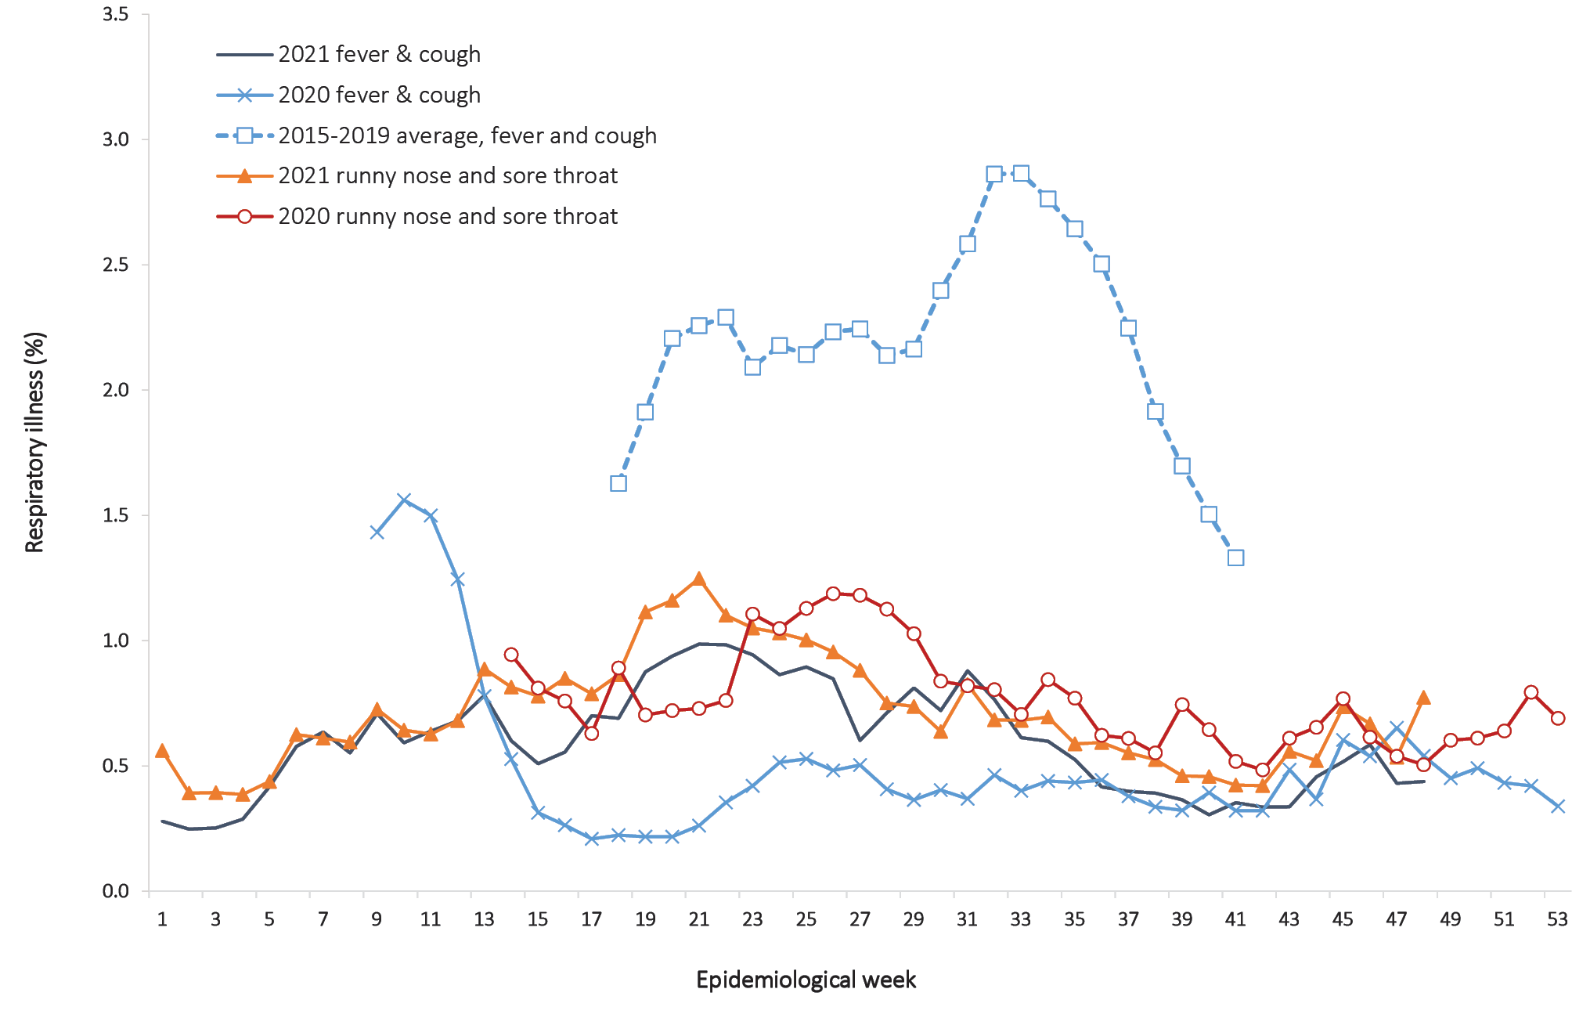 3.5
2021 fever & cough
2020 fever & cough
3.0
2015-2019 average, fever and cough
2021 runny nose and sore throat
2020 runny nose and sore throat
2.5
2.0
Respiratory illness (%)
1.5
1.0
0.5
0.0
1 3 5 7 9 11 13 15 17 19 21 23 25 27 29 31 33 35 37 39 41 43 45 47 49 51 53
Epidemiological week